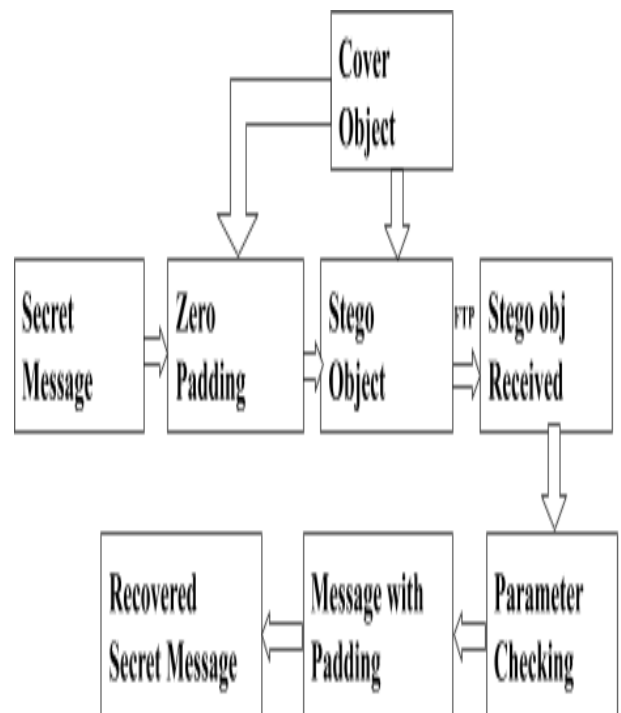 Cover
Object
Secret
Message
Zero
Padding
Stego
Object
FTP
Stego obj
Received
Recovered
Secret Message
Message with
Padding
Parameter
Checking